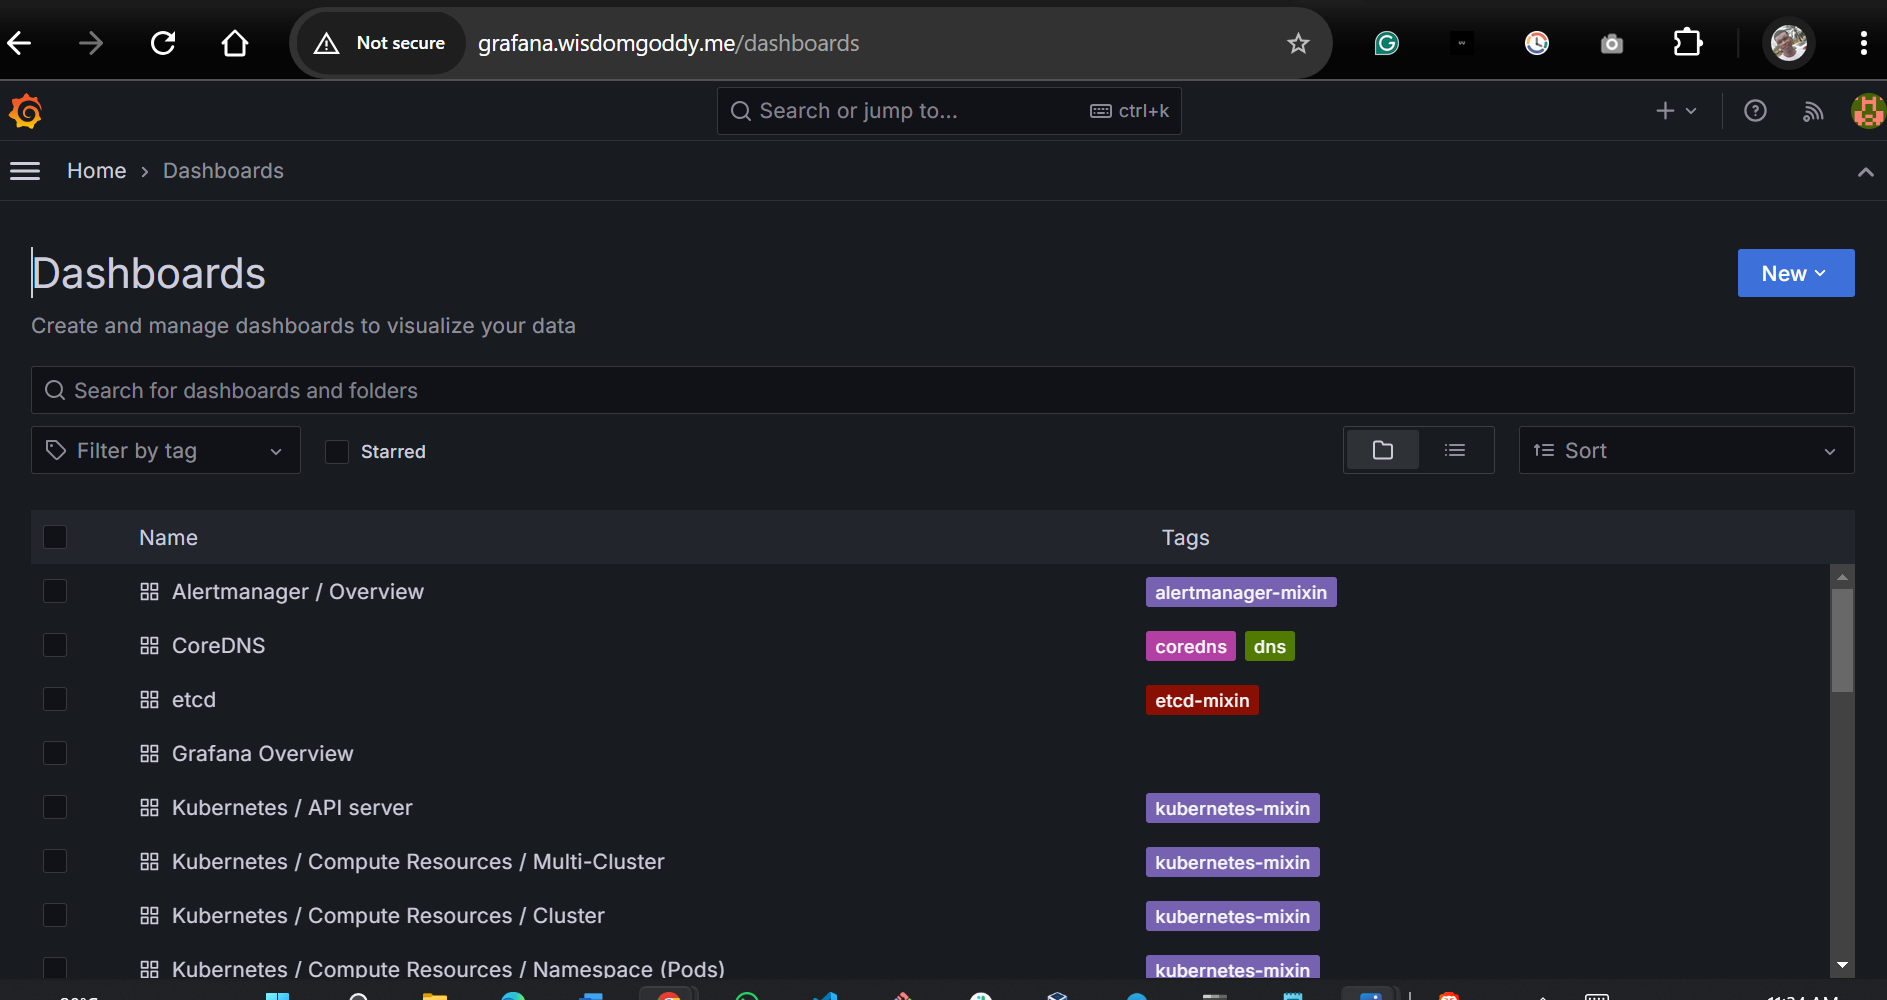 Not secure grafana.wisdomgoddy.me/dashboards
Search or jump to... ctrl+k
Home › Dashboards
Dashboards
New
Create and manage dashboards to visualize your data
Search for dashboards and folders
Filter by tag Starred Sort
Name Tags
Alertmanager / Overview alertmanager-mixin
CoreDNS coredns dns
etcd etcd-mixin
Grafana Overview
Kubernetes / API server kubernetes-mixin
Kubernetes / Compute Resources / Multi-Cluster kubernetes-mixin
Kubernetes / Compute Resources / Cluster kubernetes-mixin
Kubernetes / Compute Resources / Namespace (Pods) kubernetes-mixin